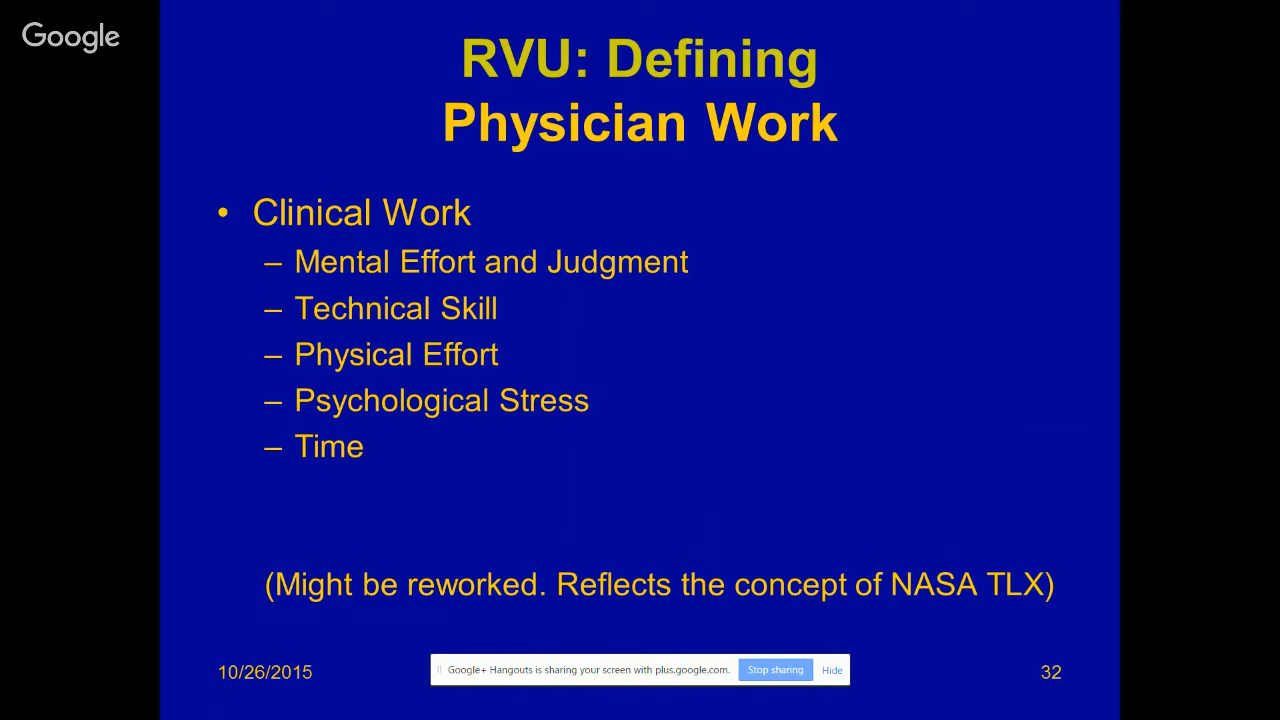 Google
RVU: Defining
Physician Work
• Clinical Work
– Mental Effort and Judgment
– Technical Skill
– Physical Effort
– Psychological Stress
– Time
(Might be reworked. Reflects the concept of NASA TLX)
10/26/2015
Google+ Hangouts is sharing your screen with plus.google.com. Stop sharing Hide
32